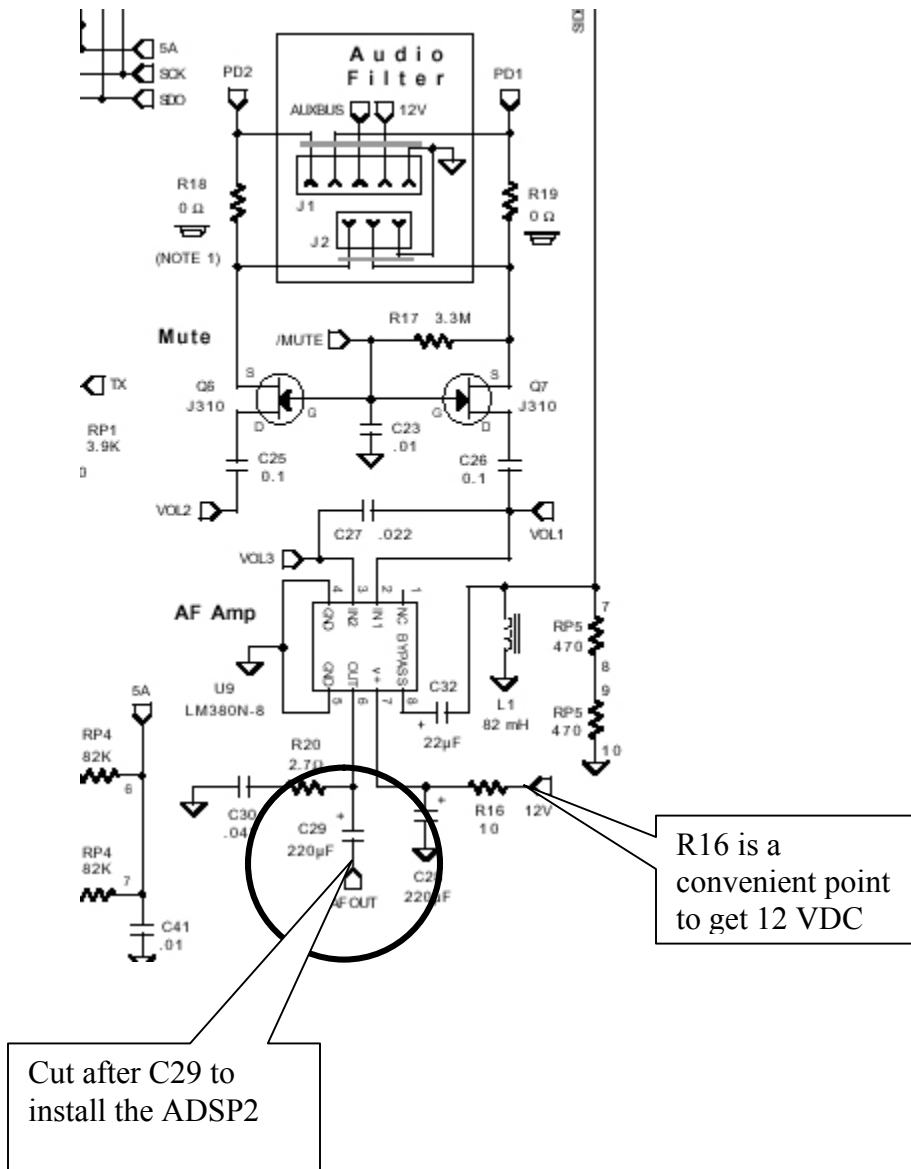 5A
SCK
SDO
PD2
Audio
Filter
PD1
AUXBUS
12V
R18
0 Ω
(NOTE 1)
J1
J2
R19
0 Ω
R17 3.3M
Mute
/MUTE
TX
RP1
3.9K
0
Q6
J310
S
D
G
S
G
D
Q7
J310
C23
.01
C25
0.1
C26
0.1
VOL2
C27 .022
VOL1
VOL3
AF Amp
4
3
2
1
GND
IN2
IN1
NC
GND
OUT
V+
BYPASS
5
6
7
8
U9
LM380N-8
C32
+
22µF
L1
82 mH
7
RP5
470
8
9
RP5
470
10
5A
RP4
82K
6
R20
2.7Ω
C30
.04
+
C29
220µF
AFOUT
+
R16
10
12V
220µF
RP4
82K
7
C41
.01
R16 is a
convenient point
to get 12 VDC
Cut after C29 to
install the ADSP2